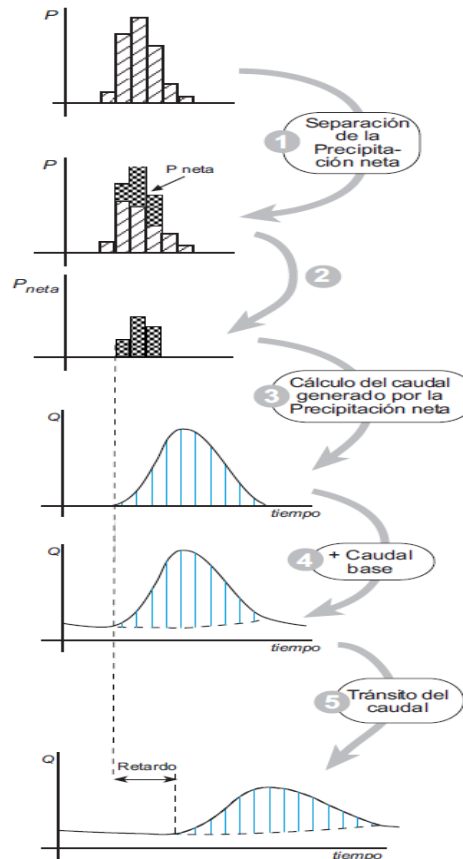 P
1
Separación
de la
Precipita-
ción neta
P
P neta
2
Pneta
3
Cálculo del caudal
generado por la
Precipitación neta
Q
tiempo
4
+ Caudal
base
Q
tiempo
5
Tránsito del
caudal
Q
Retardo
tiempo